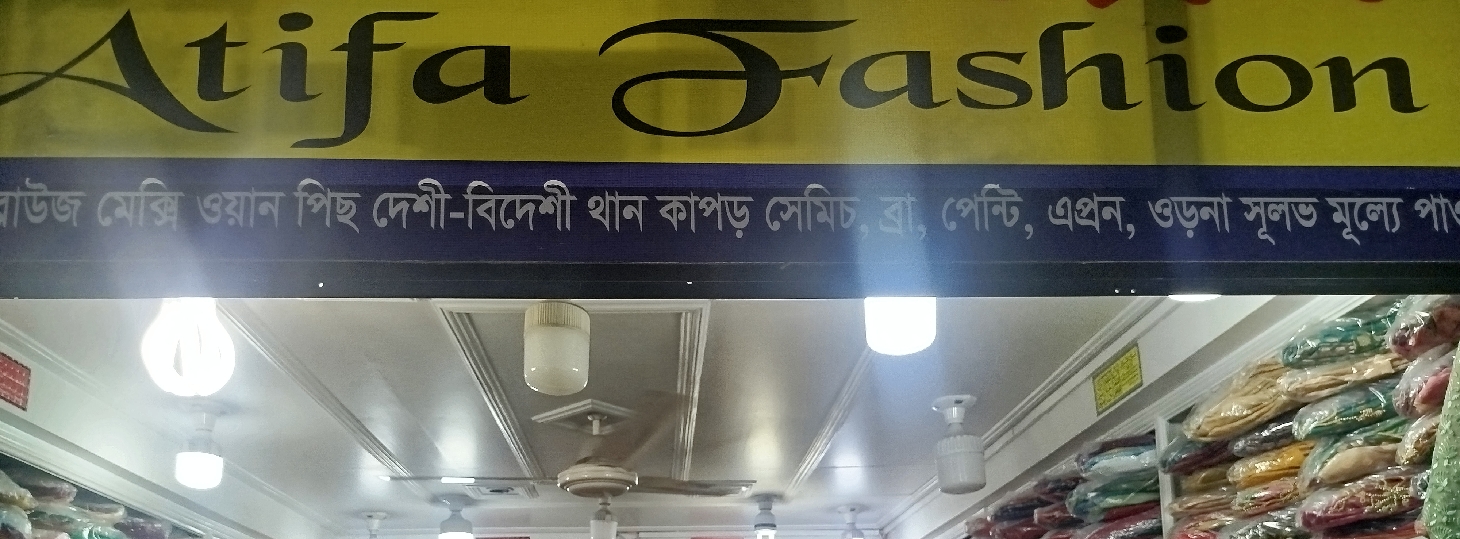 Atifa Fashion
মেক্সি ওয়ান পিছ দেশী-বিদেশী থান কাপড় সেমিচ, ব্রা, পেন্টি, এপ্রন, ওড়না সূলভ মূল্যে